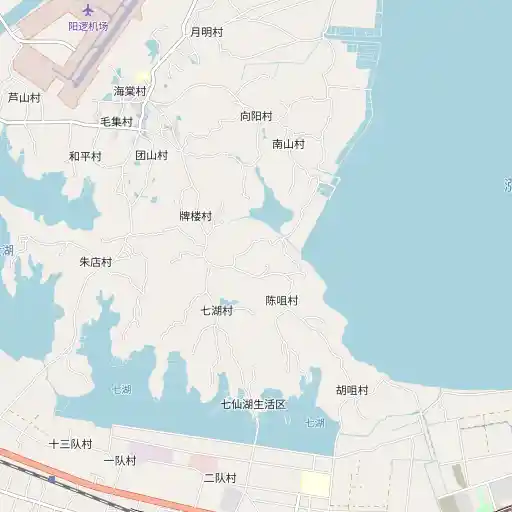 阳逻机场
月明村
海棠村
芦山村
向阳村
毛集村
南山村
和平村
团山村
牌楼村
湖
朱店村
陈咀村
七湖村
七湖
胡咀村
七仙湖生活区
七湖
十三队村
一队村
二队村